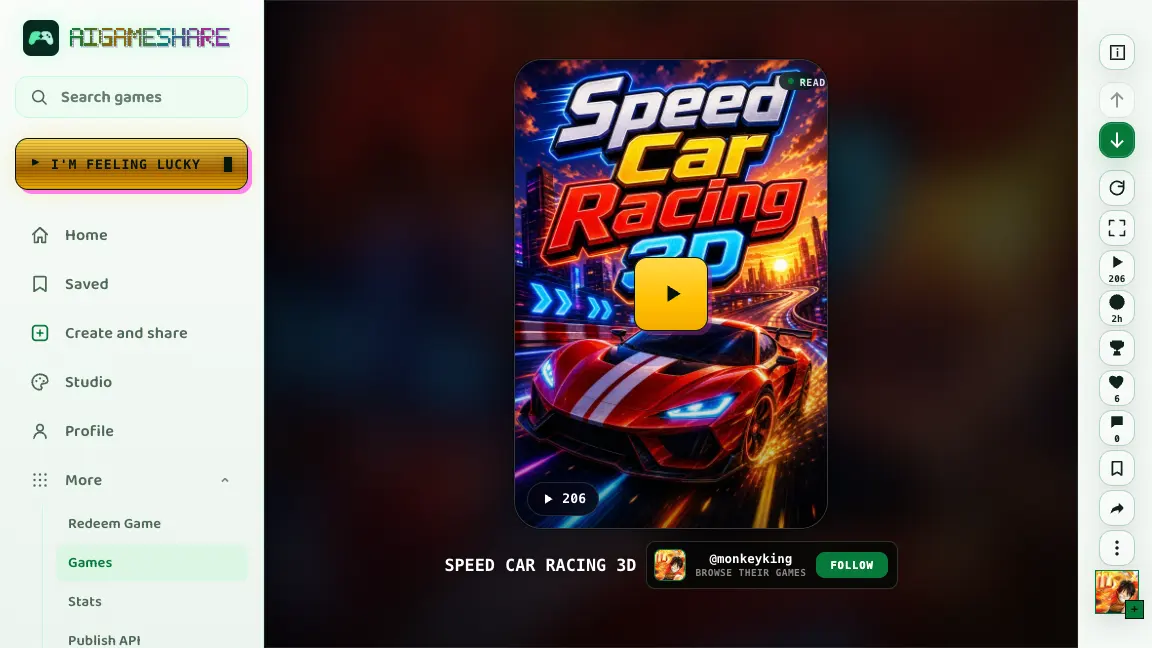 AIGAMESHARE
Search games
I'M FEELING LUCKY
Home
Saved
Create and share
Studio
Profile
More
Redeem Game
Games
Stats
Publish API
READ
Speed
Car
Racing
3D
206
SPEED CAR RACING 3D
@monkeyking
BROWSE THEIR GAMES
FOLLOW
206
2h
6
0